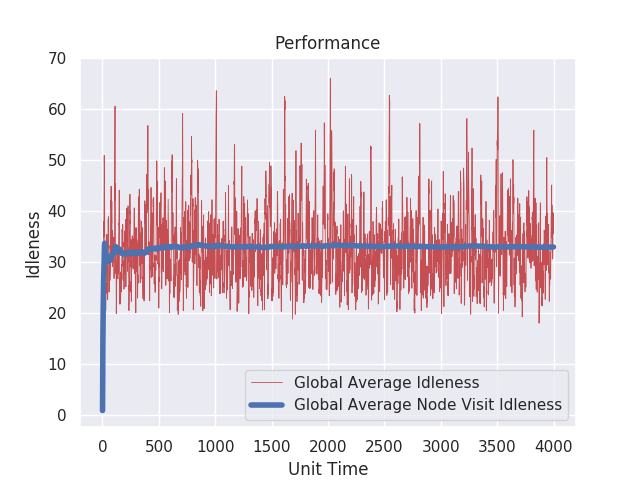 Performance
70
60
50
40
30
20
10
0
Idleness
Global Average Idleness
Global Average Node Visit Idleness
0 500 1000 1500 2000 2500 3000 3500 4000
Unit Time